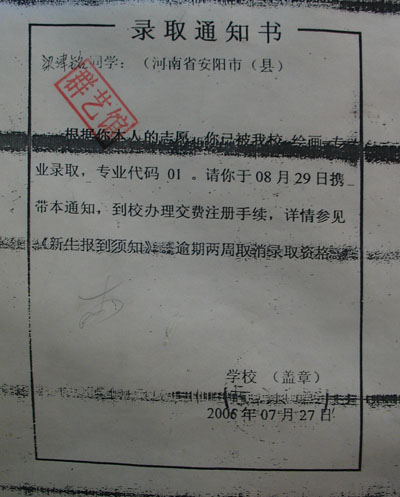 录取通知书
同学：（河南省安阳市（县）
群艺馆
根据你本人的志愿，你已被我校 绘画 专
业录取，专业代码 01 。请你于 08 月 29 日携
带本通知，到校办理交费注册手续，详情参见
《新生报到须知》，逾期两周取消录取资格。
学校 （盖章）
2006 年 07 月 27 日